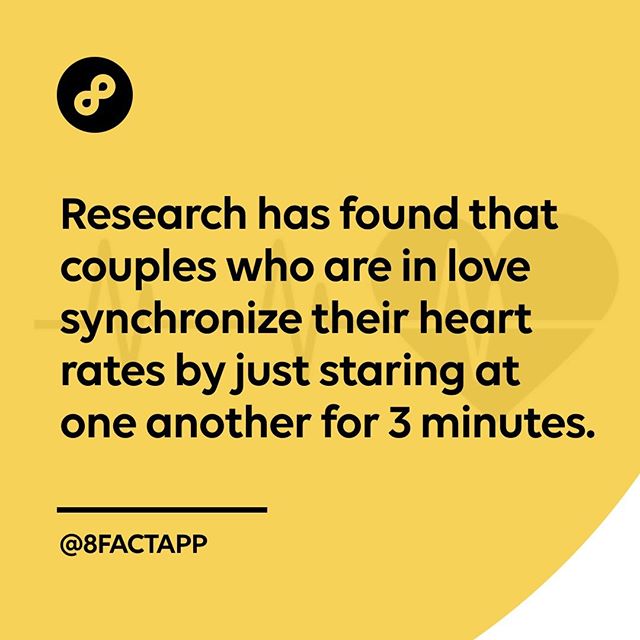 Research has found that
couples who are in love
synchronize their heart
rates by just staring at
one another for 3 minutes.
@8FACTAPP